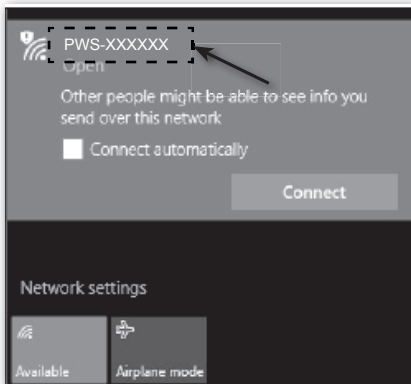 PWS-XXXXXX
Open
Other people might be able to see info you
send over this network
Connect automatically
Connect
Network settings
Available
Airplane mode